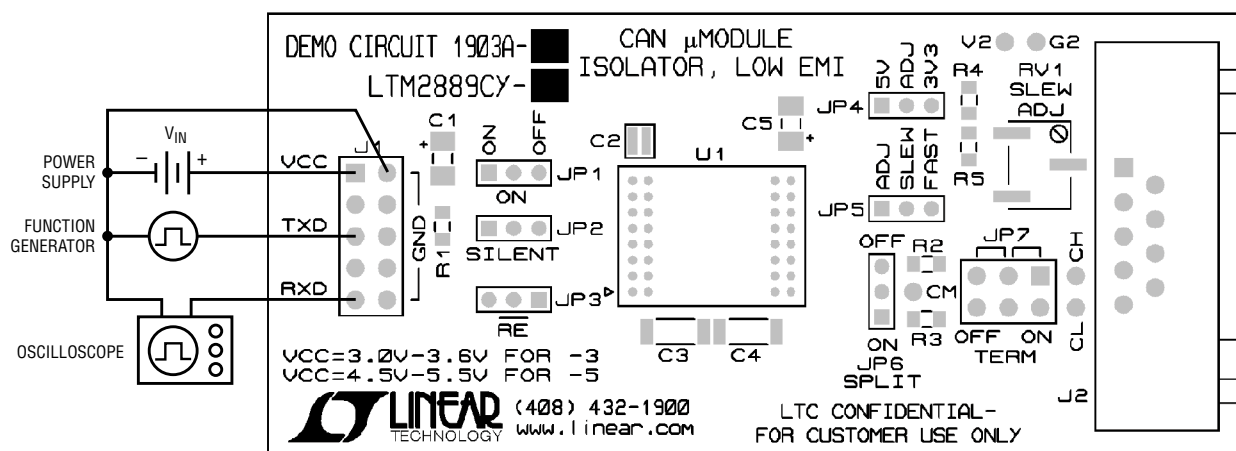 DEMO CIRCUIT 1903A-
LTM2889CY-
CAN μMODULE
ISOLATOR, LOW EMI
V2
G2
5V
ADJ
3V3
R4
RV1
SLEW
ADJ
JP4
C1
+
ON
OFF
C2
C5
+
U1
VIN
- +
J1
VCC
POWER
SUPPLY
JP1
ON
ADJ
SLEW
FAST
R5
JP5
FUNCTION
GENERATOR
TXD
GND
R1
JP2
SILENT
OFF
R2
JP7
CH
RXD
JP3
RE
CM
R3
CL
OSCILLOSCOPE
C3
C4
ON
JP6
SPLIT
OFF ON
TERM
J2
VCC=3.0V-3.6V FOR -3
VCC=4.5V-5.5V FOR -5
LINEAR
TECHNOLOGY
(408) 432-1900
www.linear.com
LTC CONFIDENTIAL-
FOR CUSTOMER USE ONLY